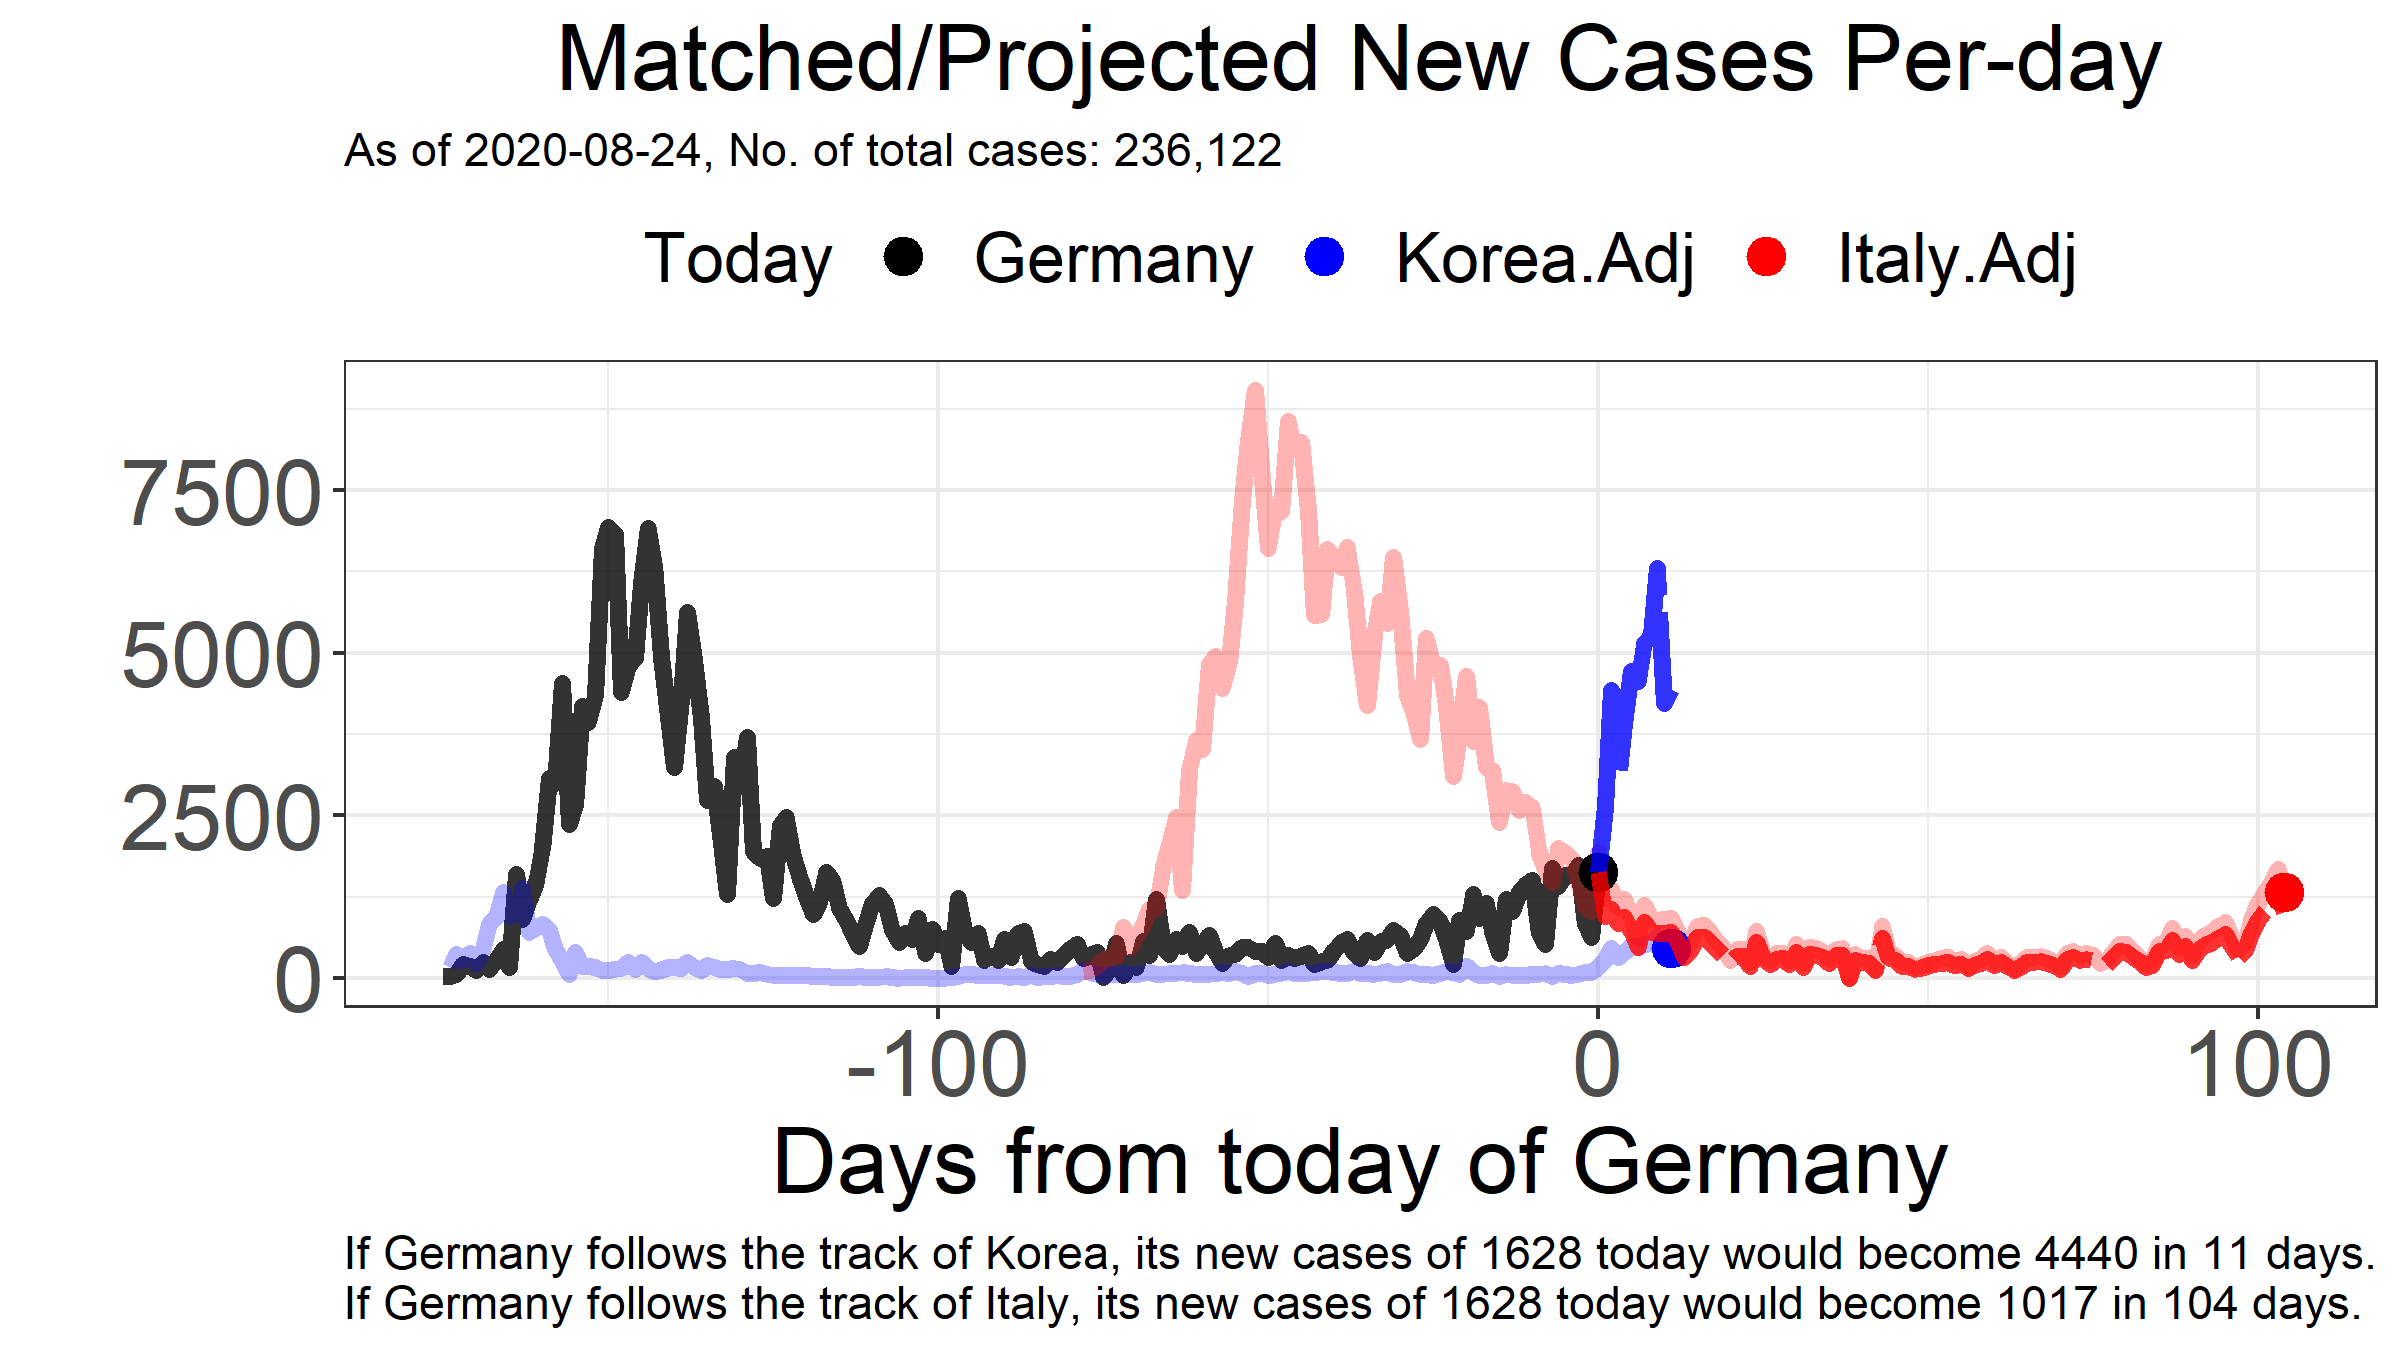 Matched/Projected New Cases Per-day
As of 2020-08-24, No. of total cases: 236,122
Today Germany Korea.Adj Italy.Adj
7500
5000
2500
0
-100 0 100
Days from today of Germany
If Germany follows the track of Korea, its new cases of 1628 today would become 4440 in 11 days.
If Germany follows the track of Italy, its new cases of 1628 today would become 1017 in 104 days.